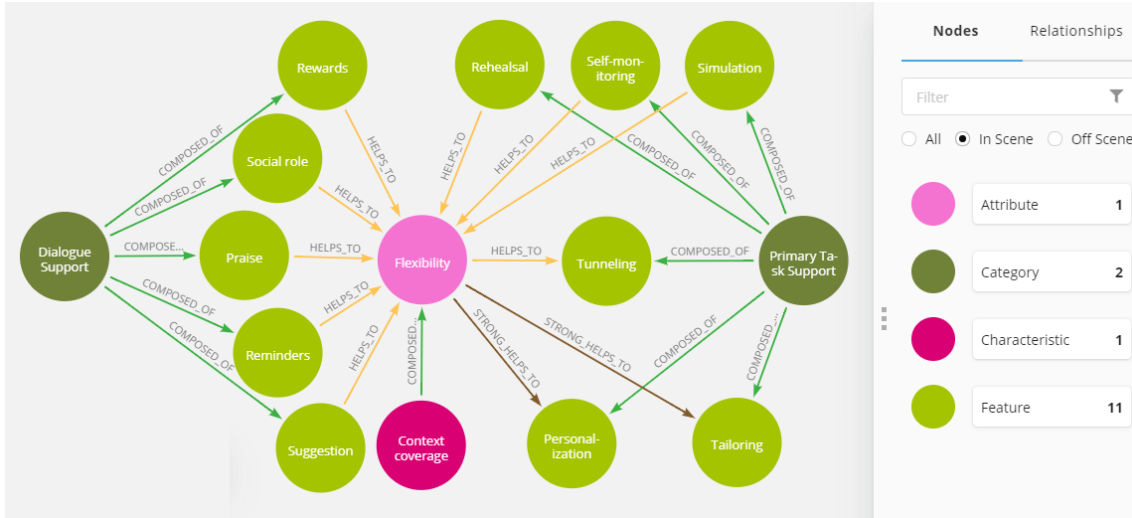 Rewards
Rehealsal
Self-mon-
itoring
Simulation
Social role
COMPOSED_OF
HELPS_TO
HELPS_TO
HELPS_TO
HELPS_TO
COMPOSED_OF
COMPOSED_OF
COMPOSED_OF
COMPOSED_OF
HELPS_TO
Dialogue
Support
COMPOSE...
Praise
HELPS_TO
Flexibility
HELPS_TO
Tunneling
COMPOSED_OF
Primary Ta-
sk Support
COMPOSED_OF
HELPS_TO
COMPOSED_OF
Reminders
HELPS_TO
COMPOSED...
STRONG_HELPS_TO
STRONG_HELPS_TO
COMPOSED_OF
COMPOSED_...
Suggestion
Context
coverage
Personal-
ization
Tailoring
Nodes Relationships
Filter
All In Scene Off Scene
Attribute 1
Category 2
Characteristic 1
Feature 11